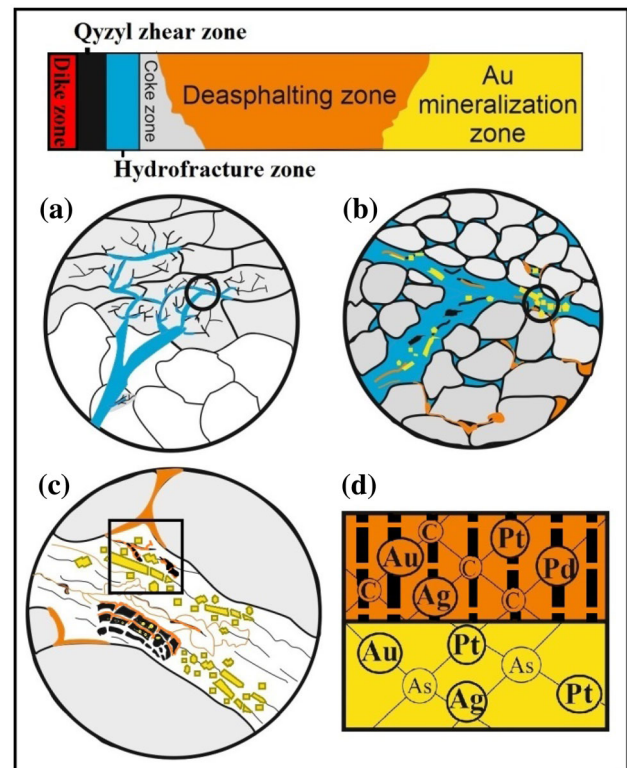 Qyzyl zhear zone
Dike zone
Coke zone
Deasphalting zone
Au
mineralization
zone
Hydrofracture zone
(a)
(b)
(c)
(d)
C
Pt
Au
C
Pd
C
Ag
C
Au
Pt
As
As
Ag
Pt